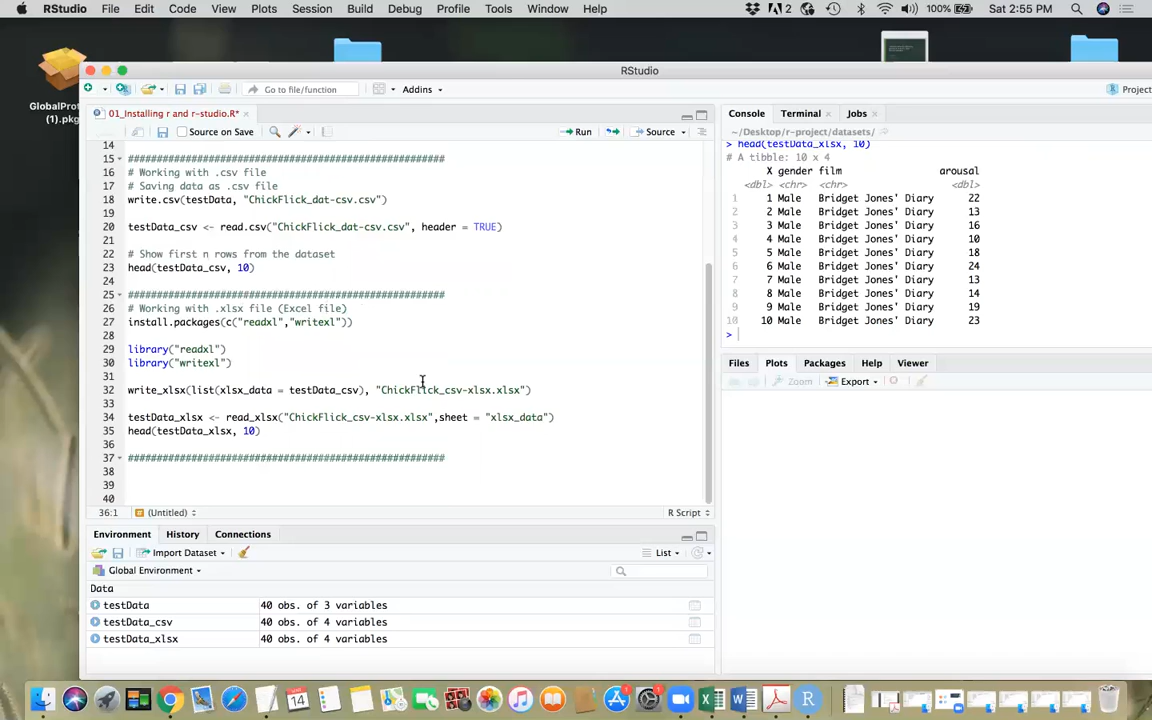 RStudio File Edit Code View Plots Session Build Debug Profile Tools Window Help 2 100% Sat 2:55 PM
GlobalProt
(1).pkg
RStudio
Go to file/function Addins Project
01_Installing r and r-studio.R*
Source on Save Run Source
14
15 ########################################################
16 # Working with .csv file
17 # Saving data as .csv file
18 write.csv(testData, "ChickFlick_dat-csv.csv")
19
20 testData_csv <- read.csv("ChickFlick_dat-csv.csv", header = TRUE)
21
22 # Show first n rows from the dataset
23 head(testData_csv, 10)
24
25 ########################################################
26 # Working with .xlsx file (Excel file)
27 install.packages(c("readxl","writexl"))
28
29 library("readxl")
30 library("writexl")
31
32 write_xlsx(list(xlsx_data = testData_csv), "ChickFlick_csv-xlsx.xlsx")
33
34 testData_xlsx <- read_xlsx("ChickFlick_csv-xlsx.xlsx",sheet = "xlsx_data")
35 head(testData_xlsx, 10)
36
37 ########################################################
38
39
40
36:1 (Untitled) R Script
Environment History Connections
Import Dataset List
Global Environment
Data
testData 40 obs. of 3 variables
testData_csv 40 obs. of 4 variables
testData_xlsx 40 obs. of 4 variables
Console Terminal Jobs
~/Desktop/r-project/datasets/
> head(testData_xlsx, 10)
# A tibble: 10 x 4
X gender film arousal
<dbl> <chr> <chr> <dbl>
1 1 Male Bridget Jones' Diary 22
2 2 Male Bridget Jones' Diary 13
3 3 Male Bridget Jones' Diary 16
4 4 Male Bridget Jones' Diary 10
5 5 Male Bridget Jones' Diary 18
6 6 Male Bridget Jones' Diary 24
7 7 Male Bridget Jones' Diary 13
8 8 Male Bridget Jones' Diary 14
9 9 Male Bridget Jones' Diary 19
10 10 Male Bridget Jones' Diary 23
>
Files Plots Packages Help Viewer
Zoom Export